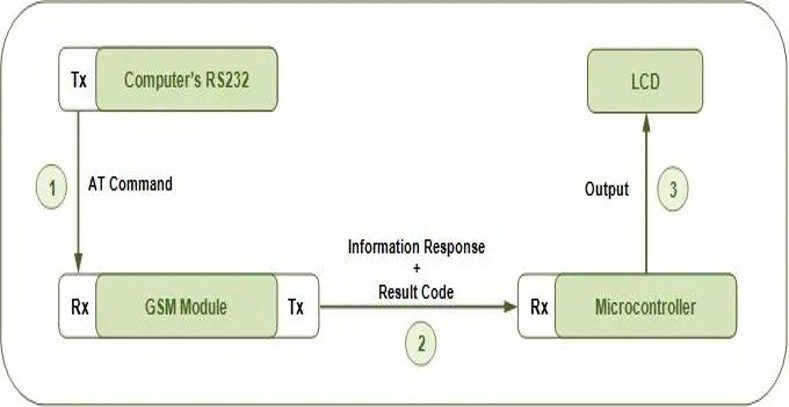 Tx Computer's RS232
LCD
1
AT Command
Output
3
Information Response
+
Result Code
Rx GSM Module Tx
Rx Microcontroller
2